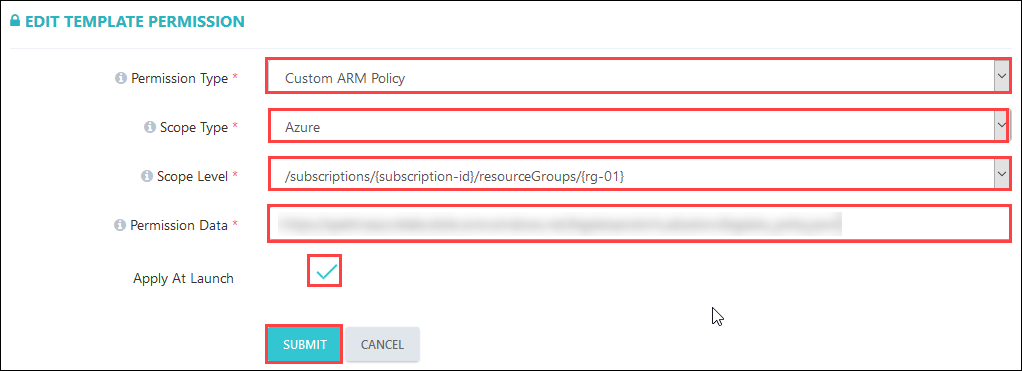 EDIT TEMPLATE PERMISSION
Permission Type * Custom ARM Policy
Scope Type * Azure
Scope Level * /subscriptions/{subscription-id}/resourceGroups/{rg-01}
Permission Data *
Apply At Launch
SUBMIT CANCEL